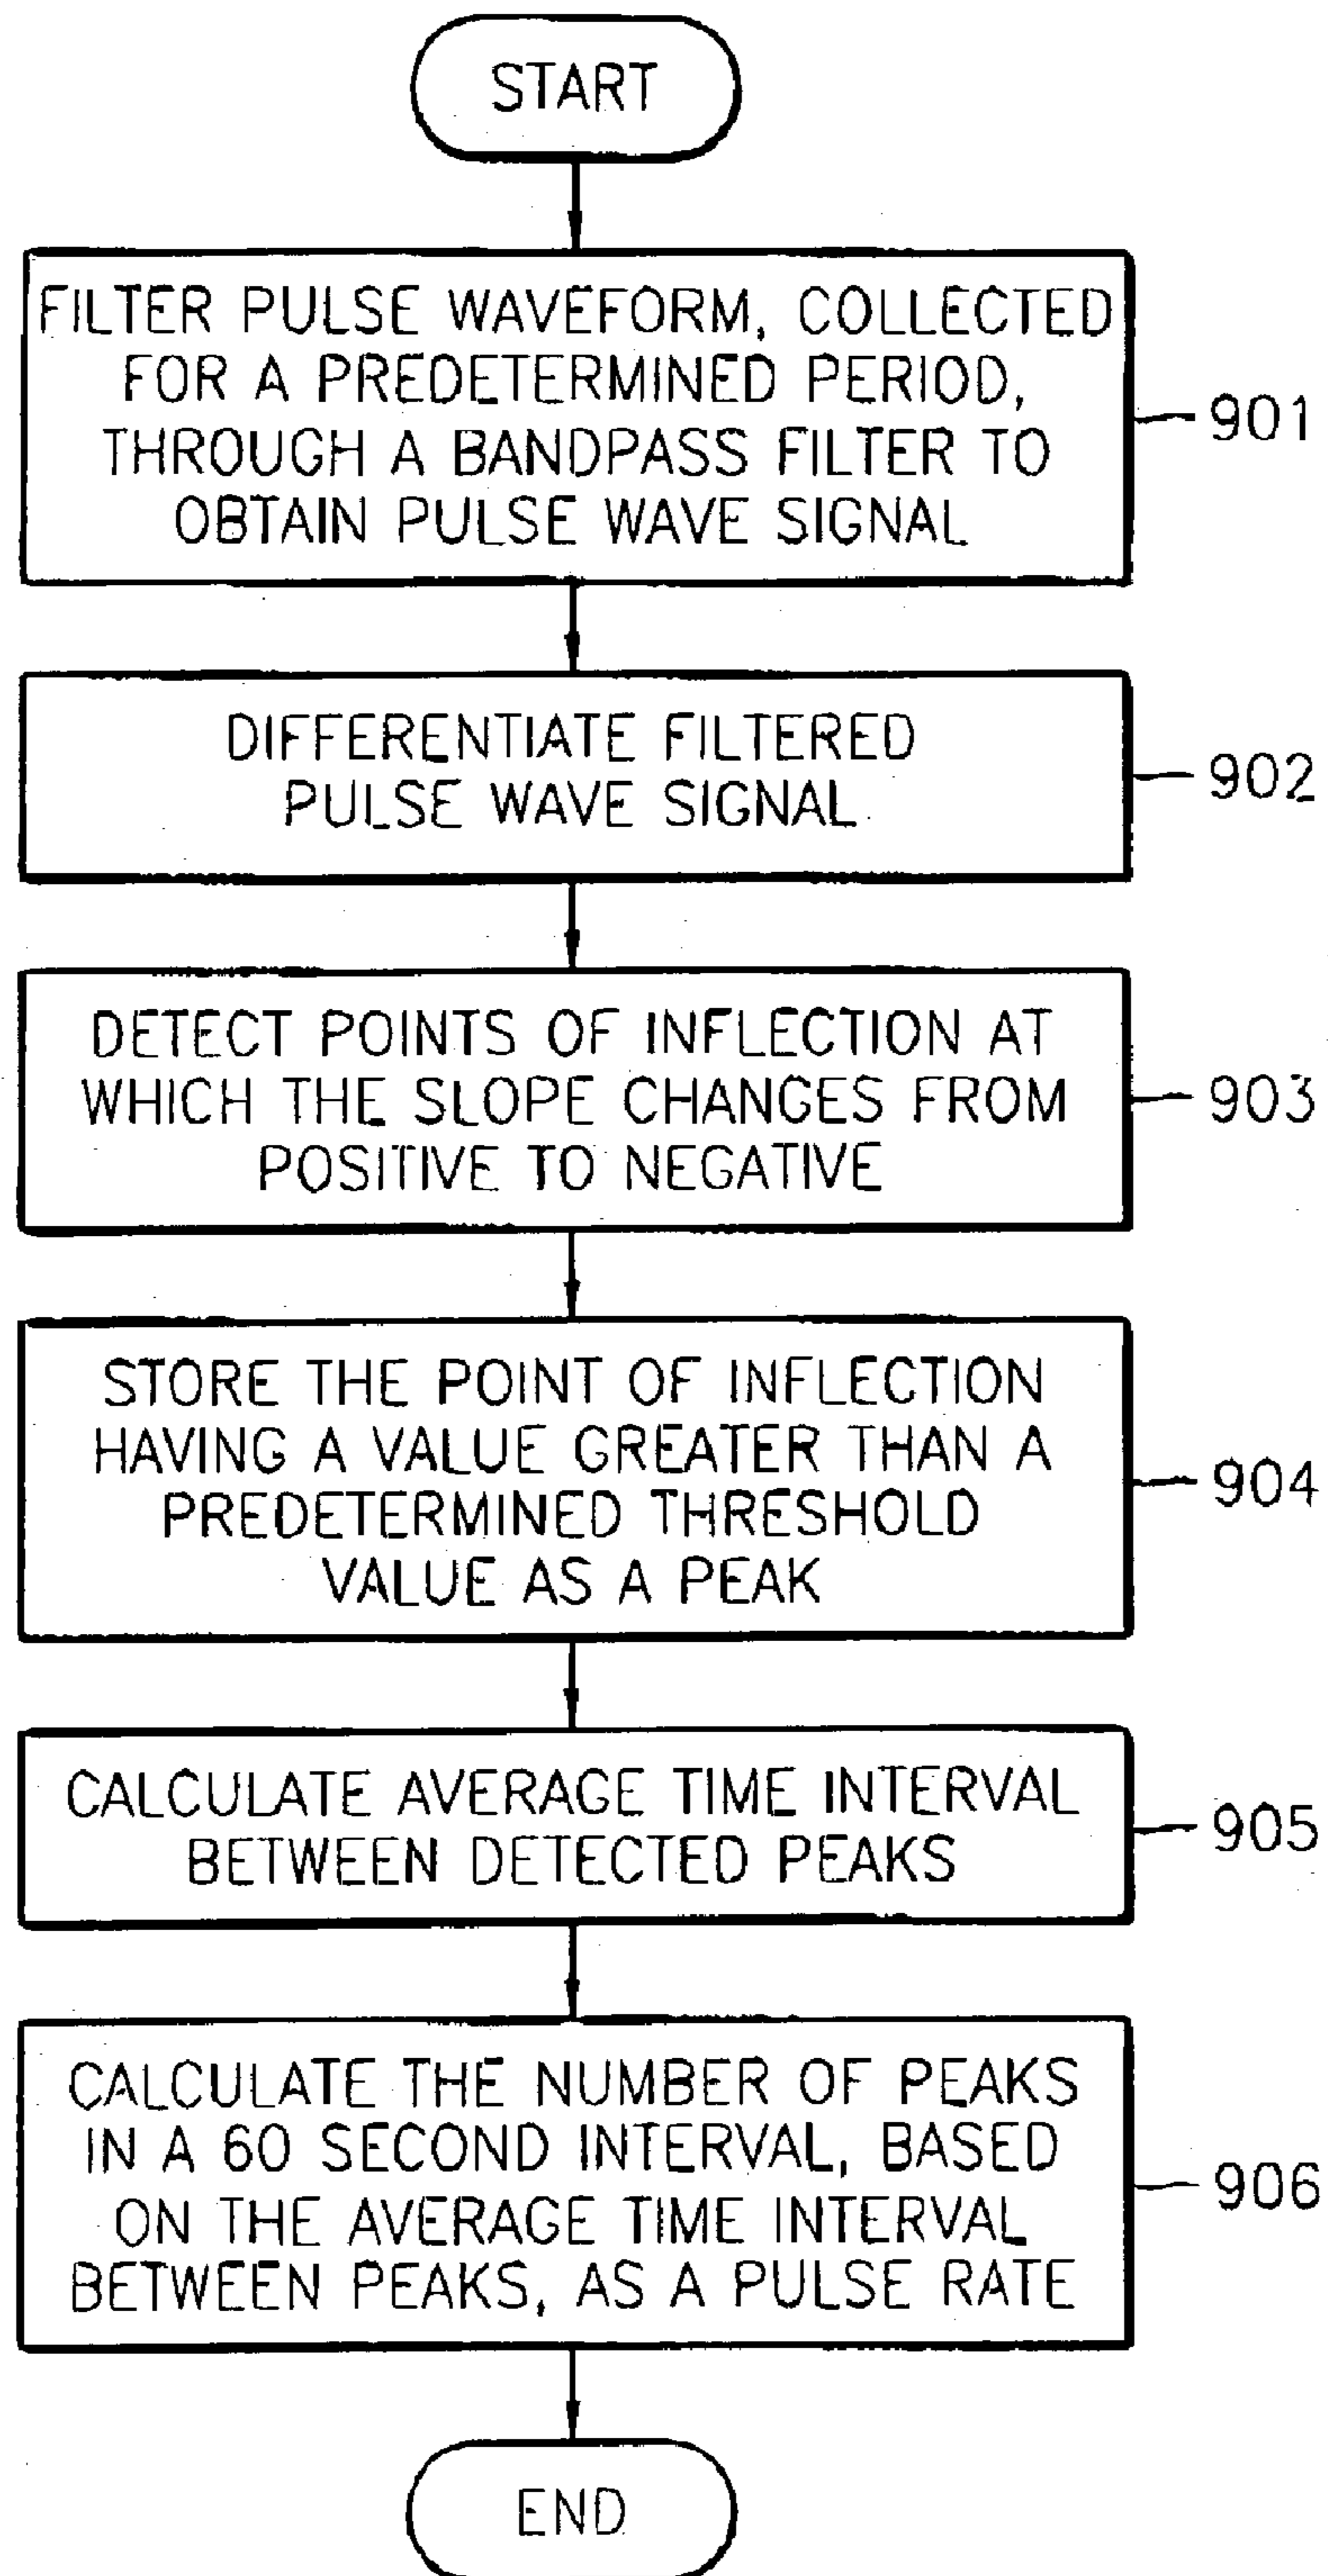 START
FILTER PULSE WAVEFORM, COLLECTED
FOR A PREDETERMINED PERIOD,
THROUGH A BANDPASS FILTER TO
OBTAIN PULSE WAVE SIGNAL
901
DIFFERENTIATE FILTERED
PULSE WAVE SIGNAL
902
DETECT POINTS OF INFLECTION AT
WHICH THE SLOPE CHANGES FROM
POSITIVE TO NEGATIVE
903
STORE THE POINT OF INFLECTION
HAVING A VALUE GREATER THAN A
PREDETERMINED THRESHOLD
VALUE AS A PEAK
904
CALCULATE AVERAGE TIME INTERVAL
BETWEEN DETECTED PEAKS
905
CALCULATE THE NUMBER OF PEAKS
IN A 60 SECOND INTERVAL, BASED
ON THE AVERAGE TIME INTERVAL
BETWEEN PEAKS, AS A PULSE RATE
906
END